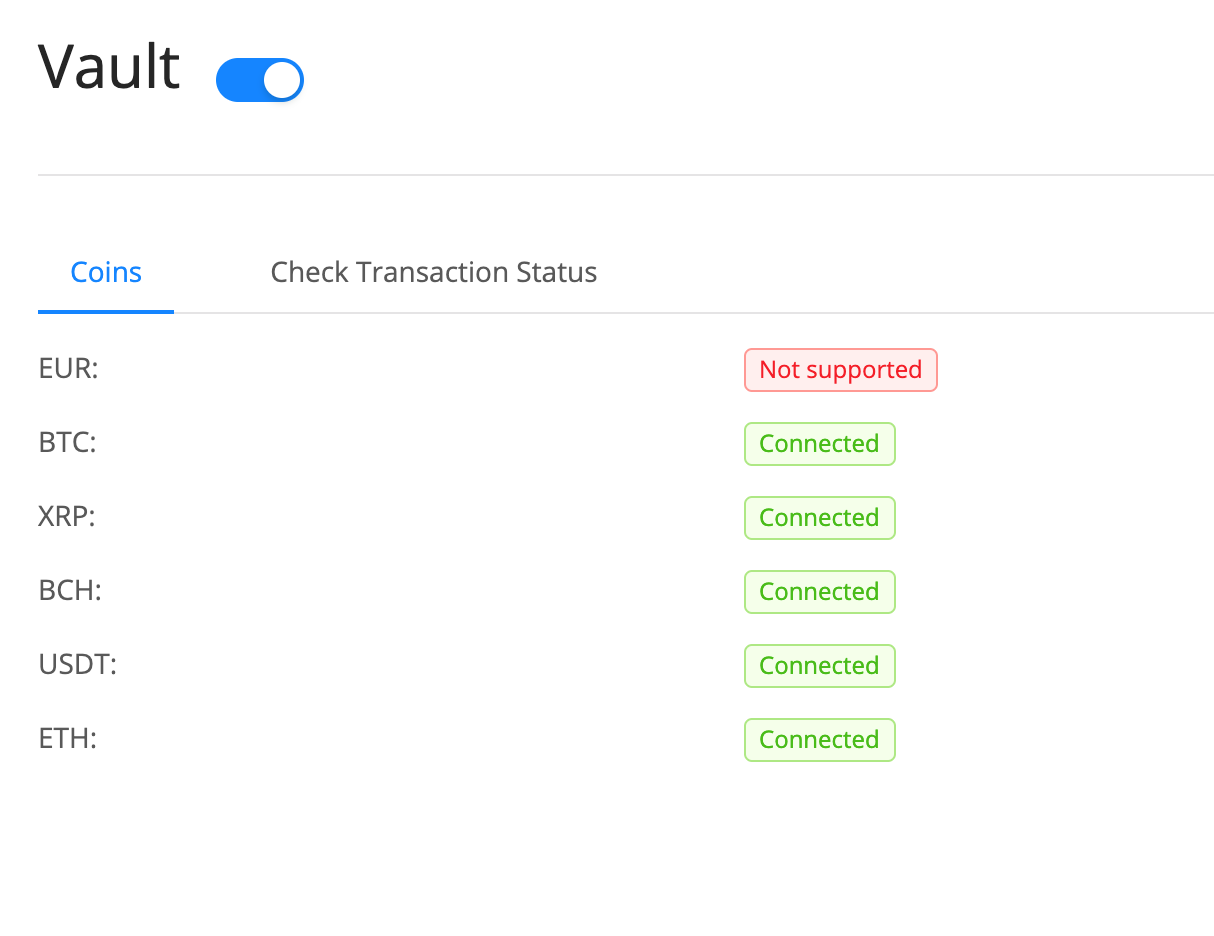 Vault
Coins Check Transaction Status
EUR: Not supported
BTC: Connected
XRP: Connected
BCH: Connected
USDT: Connected
ETH: Connected